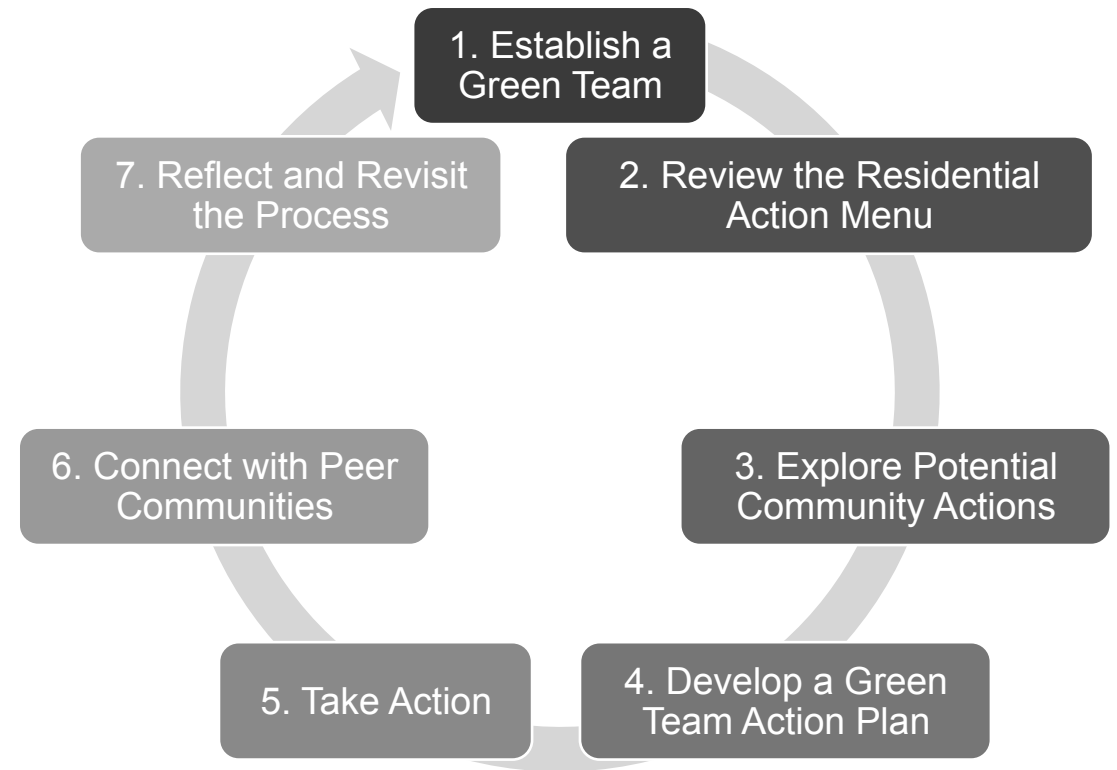 1. Establish a
Green Team
2. Review the Residential
Action Menu
3. Explore Potential
Community Actions
4. Develop a Green
Team Action Plan
5. Take Action
6. Connect with Peer
Communities
7. Reflect and Revisit
the Process